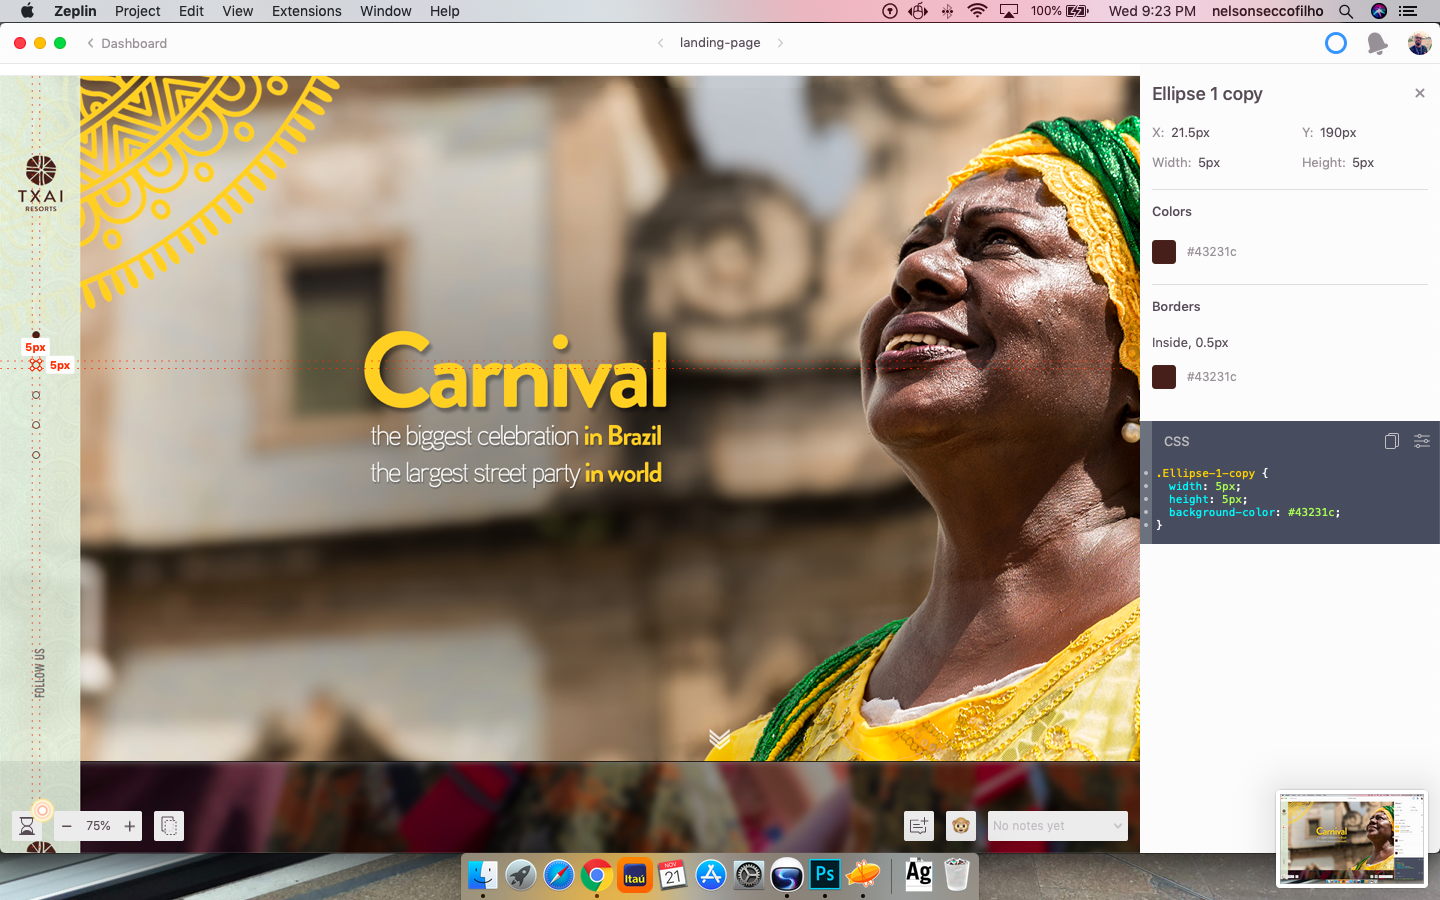 Zeplin Project Edit View Extensions Window Help 100% Wed 9:23 PM nelsonseccofilho
Dashboard landing-page
Ellipse 1 copy
X: 21.5px Y: 190px
Width: 5px Height: 5px
Colors
#43231c
Borders
Inside, 0.5px
#43231c
CSS
.Ellipse-1-copy {
width: 5px;
height: 5px;
background-color: #43231c;
}
TXAI
RESORTS
5px
5px
Carnival
the biggest celebration in Brazil
the largest street party in world
FOLLOW US
75%
No notes yet
Carnival
Itaú
NOV
21
Ps
Ag